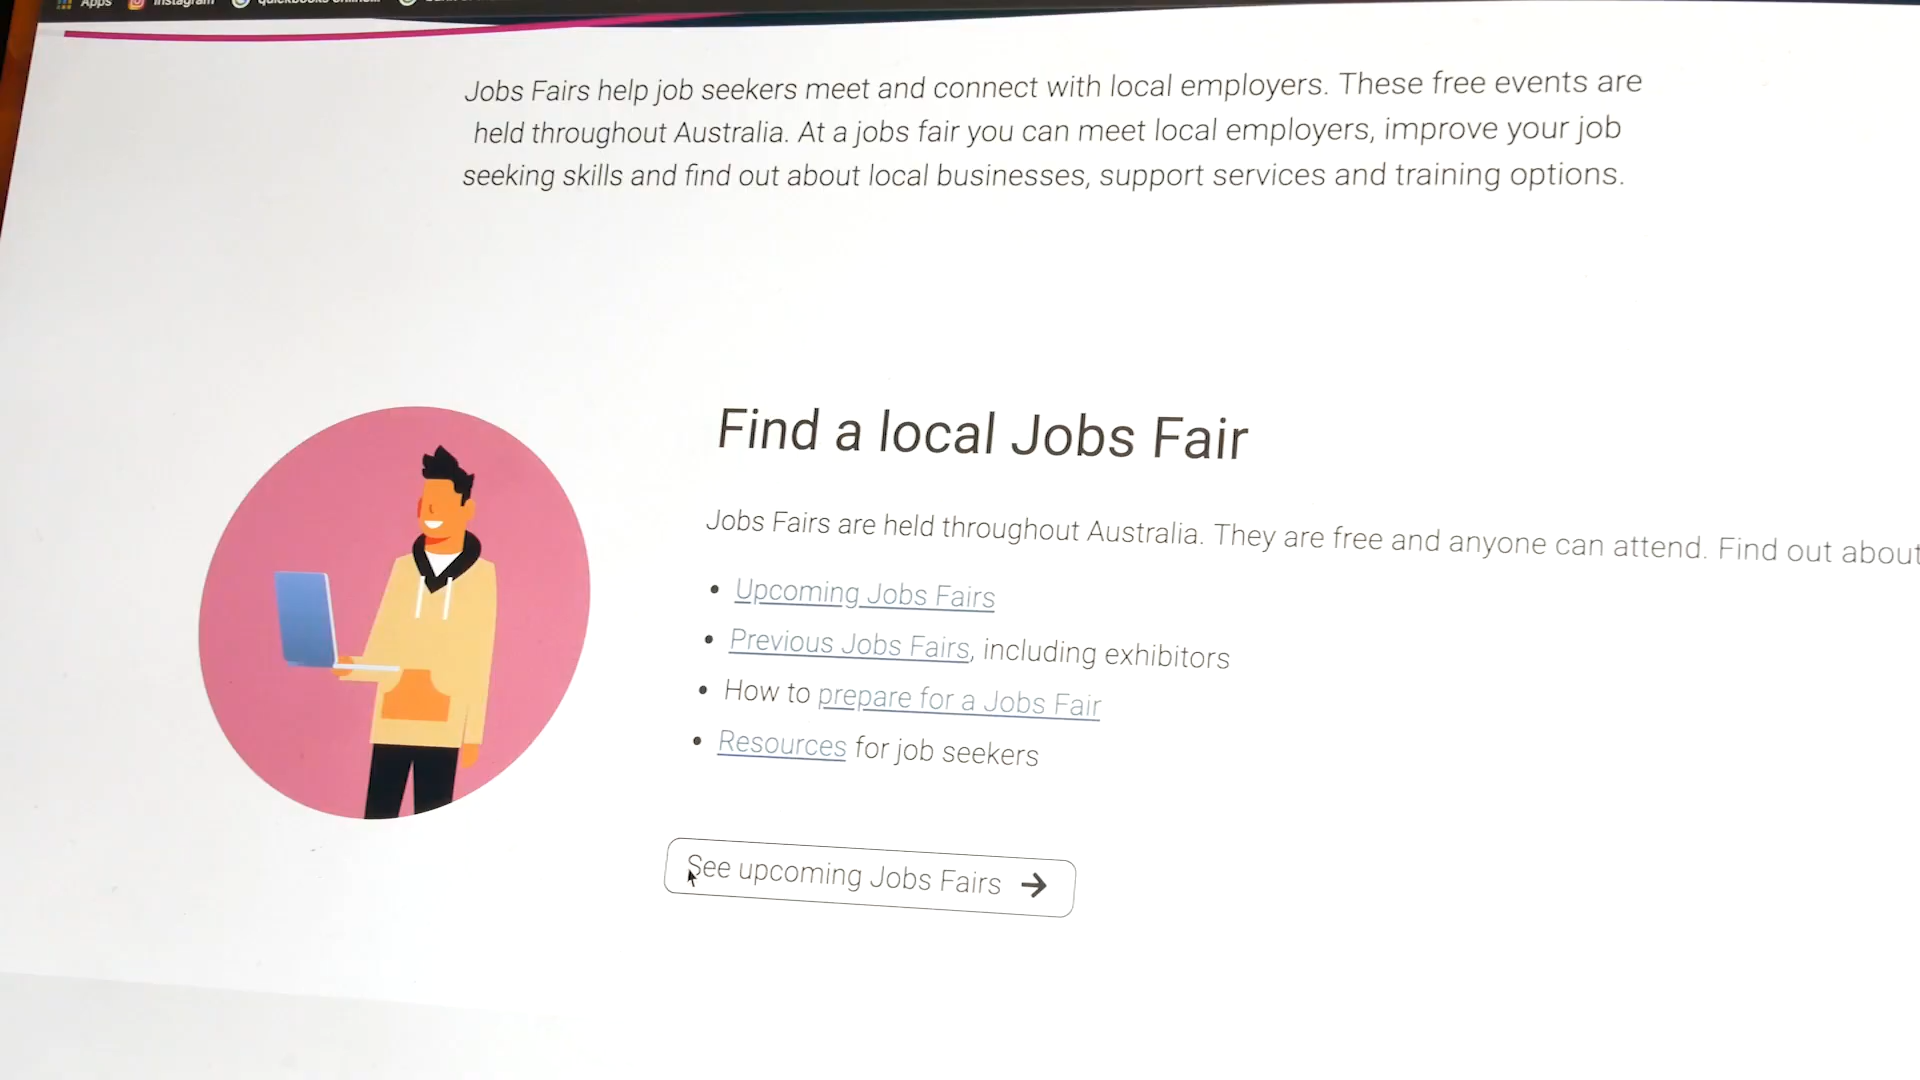 Apps Instagram quickbooks online...
Jobs Fairs help job seekers meet and connect with local employers. These free events are
held throughout Australia. At a jobs fair you can meet local employers, improve your job
seeking skills and find out about local businesses, support services and training options.
Find a local Jobs Fair
Jobs Fairs are held throughout Australia. They are free and anyone can attend. Find out about
• Upcoming Jobs Fairs
• Previous Jobs Fairs, including exhibitors
• How to prepare for a Jobs Fair
• Resources for job seekers
See upcoming Jobs Fairs →